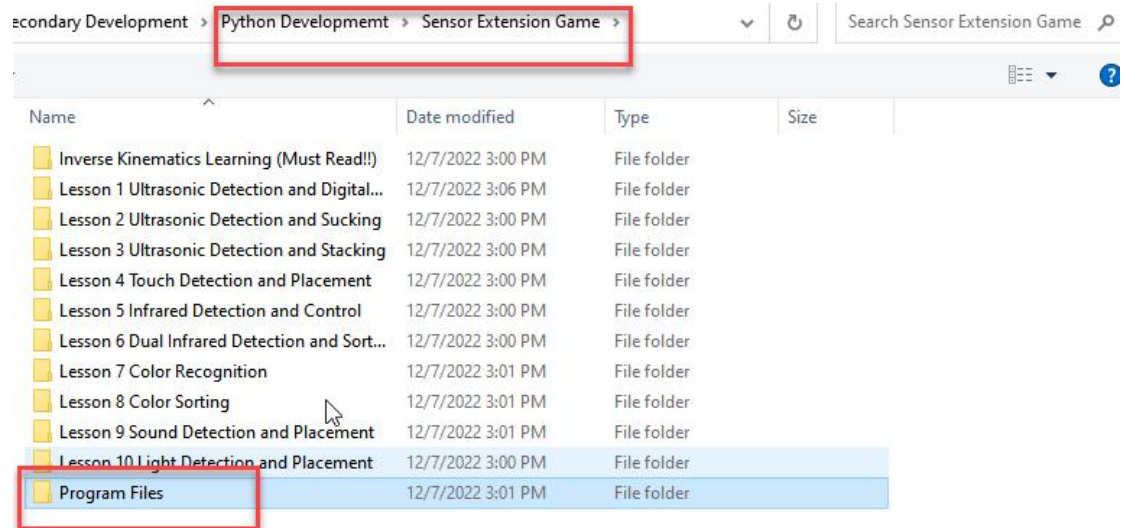 econdary Development > Python Developmemt > Sensor Extension Game > Search Sensor Extension Game
Name Date modified Type Size
Inverse Kinematics Learning (Must Read!!) 12/7/2022 3:00 PM File folder
Lesson 1 Ultrasonic Detection and Digital... 12/7/2022 3:06 PM File folder
Lesson 2 Ultrasonic Detection and Sucking 12/7/2022 3:00 PM File folder
Lesson 3 Ultrasonic Detection and Stacking 12/7/2022 3:00 PM File folder
Lesson 4 Touch Detection and Placement 12/7/2022 3:00 PM File folder
Lesson 5 Infrared Detection and Control 12/7/2022 3:00 PM File folder
Lesson 6 Dual Infrared Detection and Sort... 12/7/2022 3:00 PM File folder
Lesson 7 Color Recognition 12/7/2022 3:01 PM File folder
Lesson 8 Color Sorting 12/7/2022 3:01 PM File folder
Lesson 9 Sound Detection and Placement 12/7/2022 3:01 PM File folder
Lesson 10 Light Detection and Placement 12/7/2022 3:00 PM File folder
Program Files 12/7/2022 3:01 PM File folder